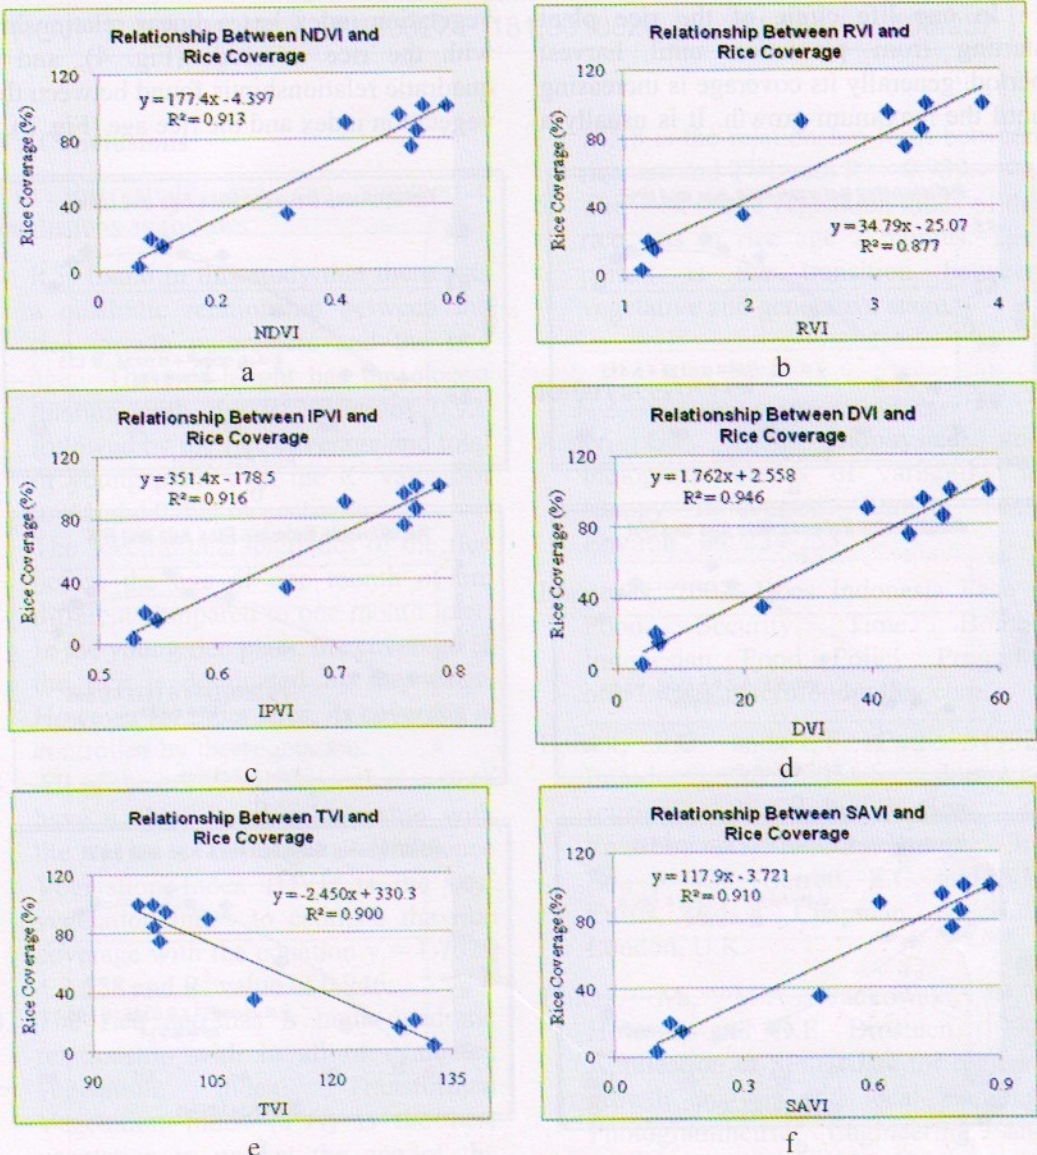 Relationship Between NDVI and
Rice Coverage
120
80
40
0
y = 177.4x - 4.397
R² = 0.913
Rice Coverage (%)
0
0.2
0.4
0.6
NDVI
a
Relationship Between RVI and
Rice Coverage
120
80
40
0
y = 34.79x - 25.07
R² = 0.877
Rice Coverage (%)
1
2
3
4
RVI
b
Relationship Between IPVI and
Rice Coverage
120
80
40
0
y = 351.4x - 178.5
R² = 0.916
Rice Coverage (%)
0.5
0.6
0.7
0.8
IPVI
c
Relationship Between DVI and
Rice Coverage
120
80
40
0
y = 1.762x + 2.558
R² = 0.946
Rice Coverage (%)
0
20
40
60
DVI
d
Relationship Between TVI and
Rice Coverage
120
80
40
0
y = -2.450x + 330.3
R² = 0.900
Rice Coverage (%)
90
105
120
135
TVI
e
Relationship Between SAVI and
Rice Coverage
120
80
40
0
y = 117.9x - 3.721
R² = 0.910
Rice Coverage (%)
0.0
0.3
0.6
0.9
SAVI
f